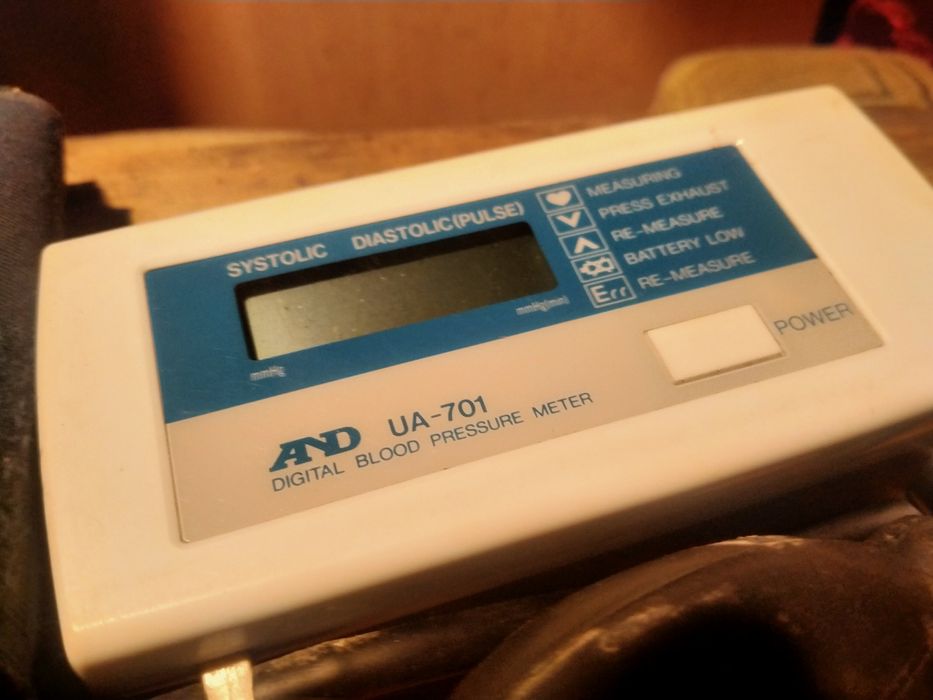 SYSTOLIC DIASTOLIC(PULSE)
mmHg
mmHg(min)
MEASURING
PRESS EXHAUST
RE-MEASURE
BATTERY LOW
Err RE-MEASURE
POWER
AND UA-701
DIGITAL BLOOD PRESSURE METER